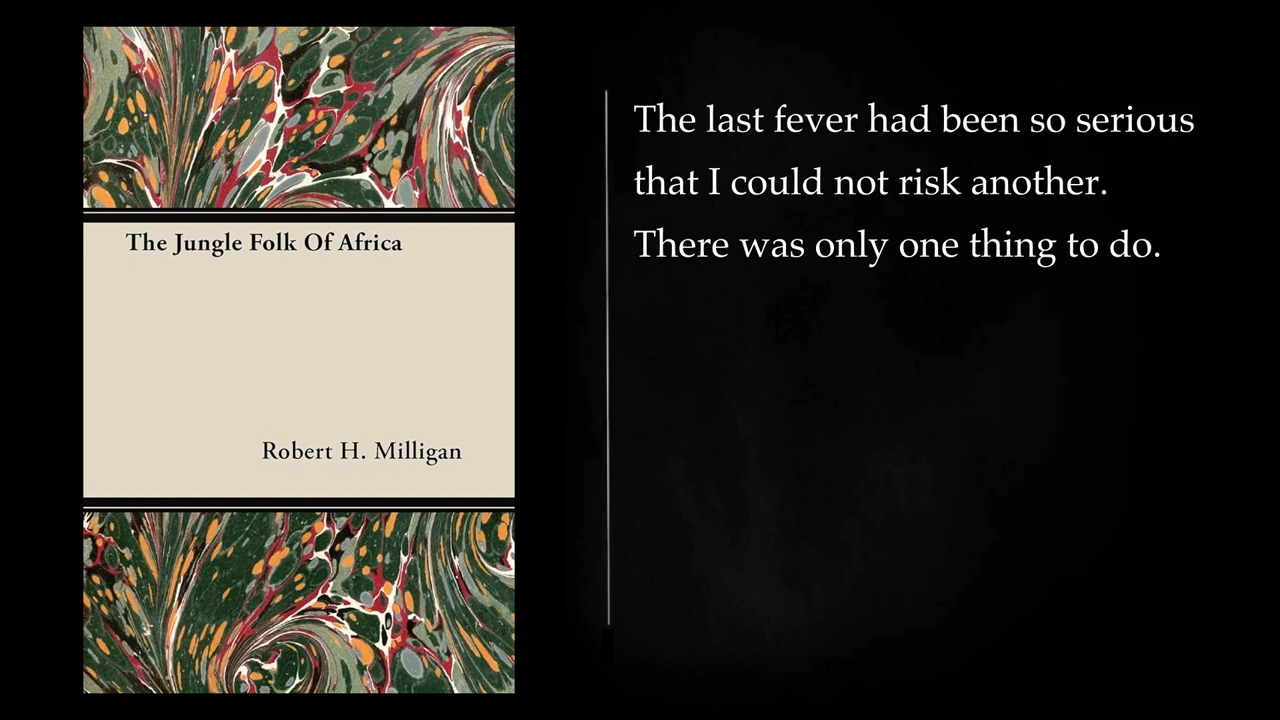 The Jungle Folk Of Africa
Robert H. Milligan
The last fever had been so serious
that I could not risk another.
There was only one thing to do.